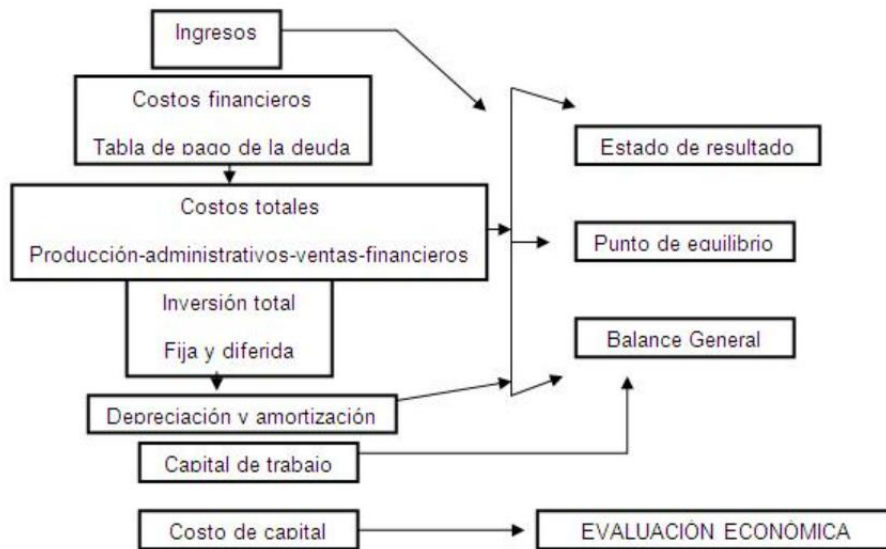 Ingresos
Costos financieros
Tabla de pago de la deuda
Costos totales
Producción-administrativos-ventas-financieros
Inversión total
Fija y diferida
Depreciación y amortización
Capital de trabajo
Costo de capital
Estado de resultado
Punto de equilibrio
Balance General
EVALUACIÓN ECONÓMICA